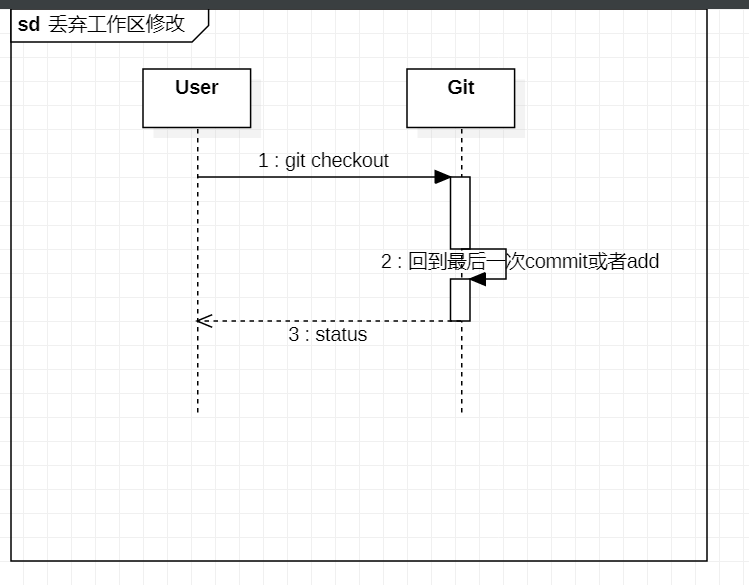 sd 丢弃工作区修改
User
Git
1 : git checkout
2 : 回到最后一次commit或者add
3 : status